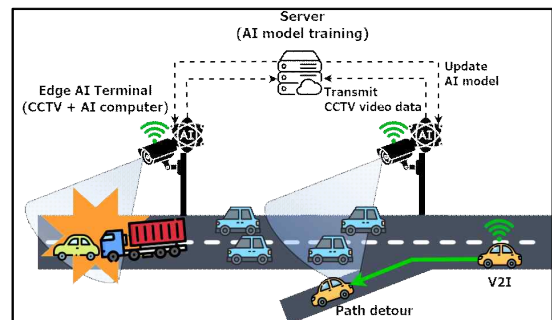 Server
(AI model training)
Update
AI model
Edge AI Terminal
(CCTV + AI computer)
Transmit
CCTV video data
AI
AI
V2I
Path detour